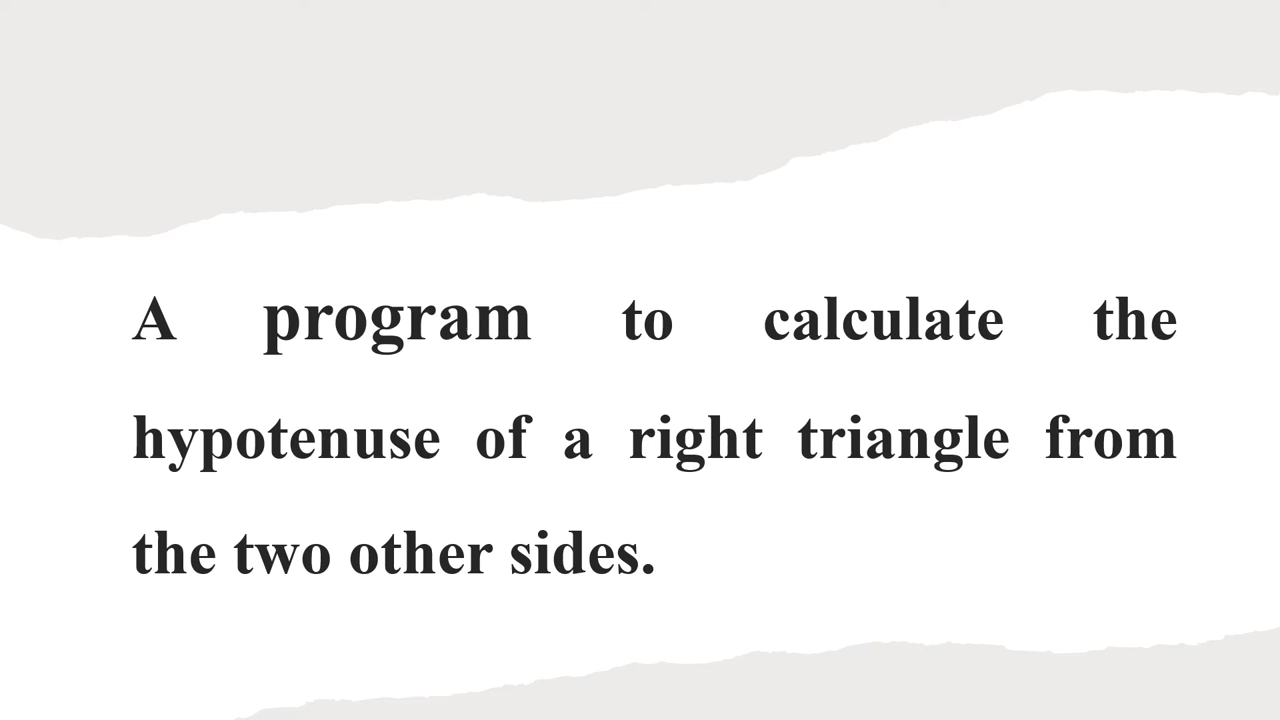 A program to calculate the
hypotenuse of a right triangle from
the two other sides.